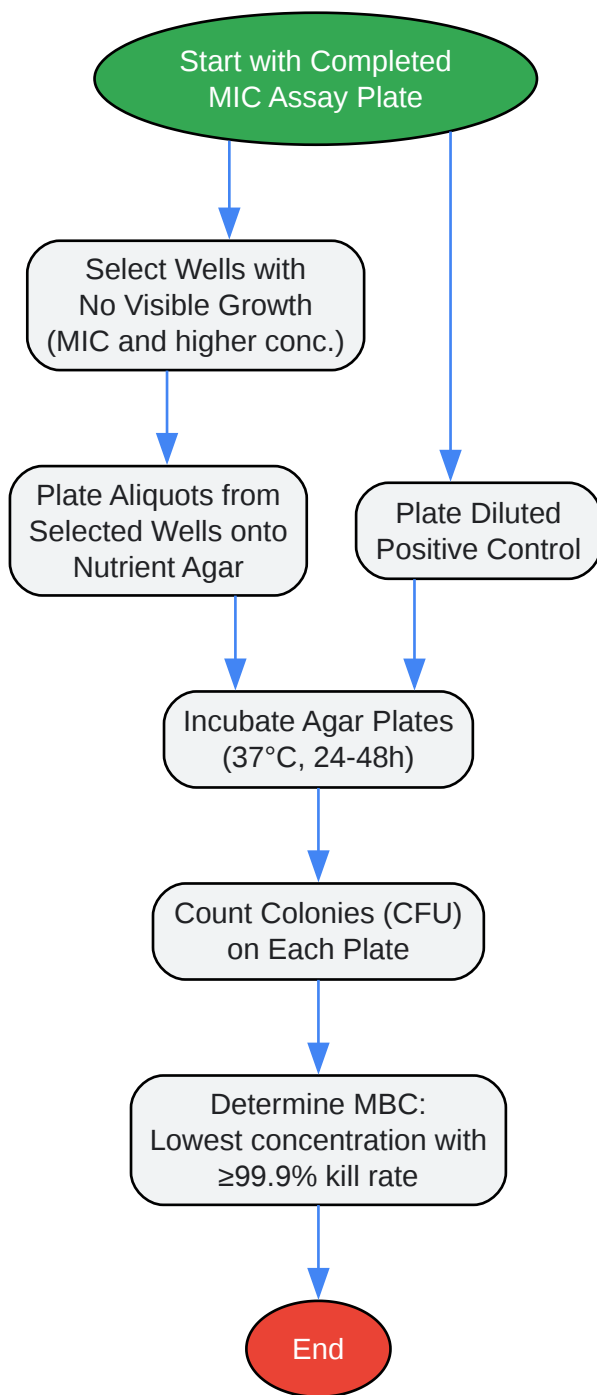 Start with Completed
MIC Assay Plate
Select Wells with
No Visible Growth
(MIC and higher conc.)
Plate Aliquots from
Selected Wells onto
Nutrient Agar
Plate Diluted
Positive Control
Incubate Agar Plates
(37°C, 24-48h)
Count Colonies (CFU)
on Each Plate
Determine MBC:
Lowest concentration with
≥99.9% kill rate
End